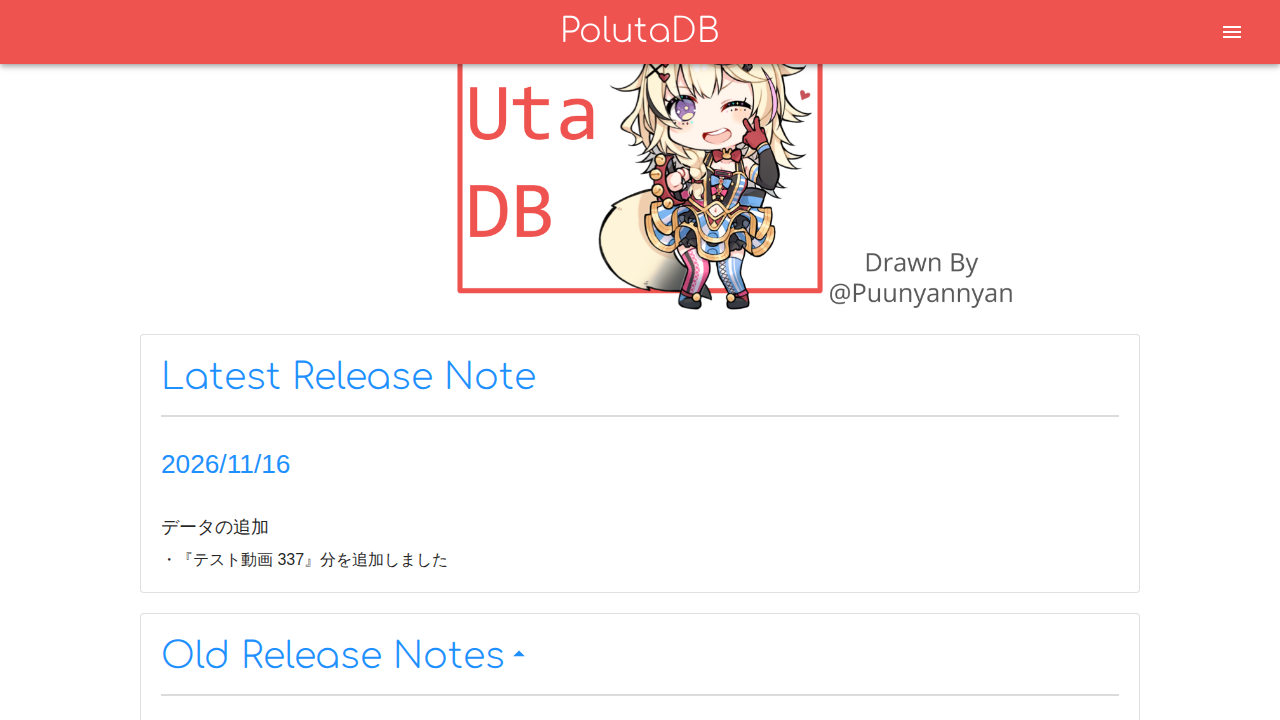 PolutaDB
Uta
DB
Drawn By
@Puunyannyan
Latest Release Note
2026/11/16
データの追加
・『テスト動画 337』分を追加しました
Old Release Notes